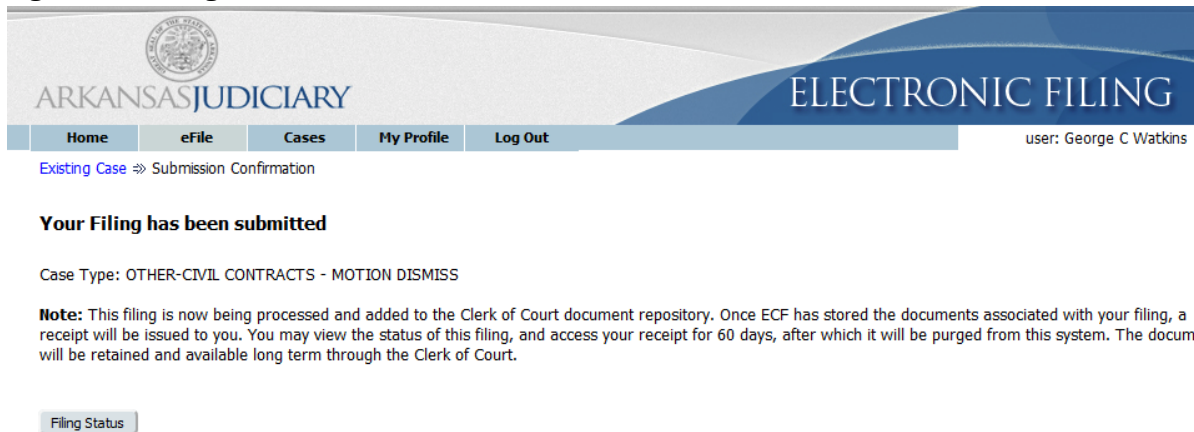 ARKANSASJUDICIARY
ELECTRONIC FILING
Home eFile Cases My Profile Log Out user: George C Watkins
Existing Case ⇒ Submission Confirmation
Your Filing has been submitted
Case Type: OTHER-CIVIL CONTRACTS - MOTION DISMISS
Note: This filing is now being processed and added to the Clerk of Court document repository. Once ECF has stored the documents associated with your filing, a
receipt will be issued to you. You may view the status of this filing, and access your receipt for 60 days, after which it will be purged from this system. The docum
will be retained and available long term through the Clerk of Court.
Filing Status